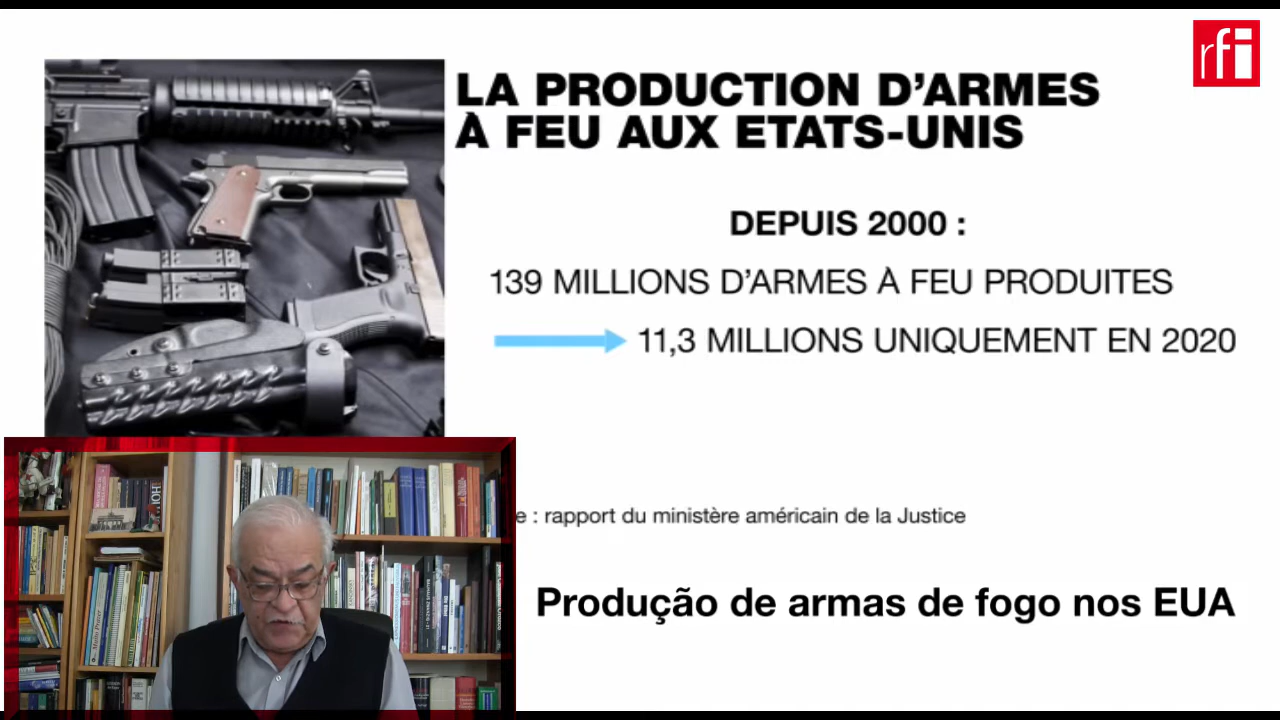 rfi
LA PRODUCTION D'ARMES
À FEU AUX ETATS-UNIS
DEPUIS 2000 :
139 MILLIONS D'ARMES À FEU PRODUITES
11,3 MILLIONS UNIQUEMENT EN 2020
e : rapport du ministère américain de la Justice
Produção de armas de fogo nos EUA